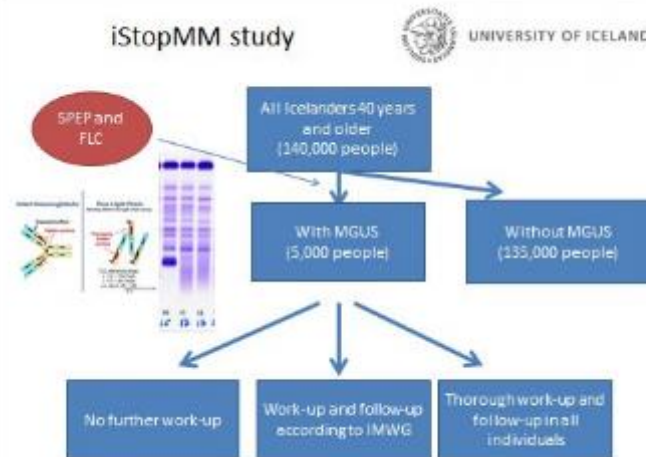 iStopMM study
UNIVERSITY OF ICELAND
SPEP and
FLC
All Icelanders 40 years
and older
(140,000 people)
With MGUS
(5,000 people)
Without MGUS
(135,000 people)
No further work-up
Work-up and follow-up
according to IMWG
Thorough work-up and
follow-up in all
individuals